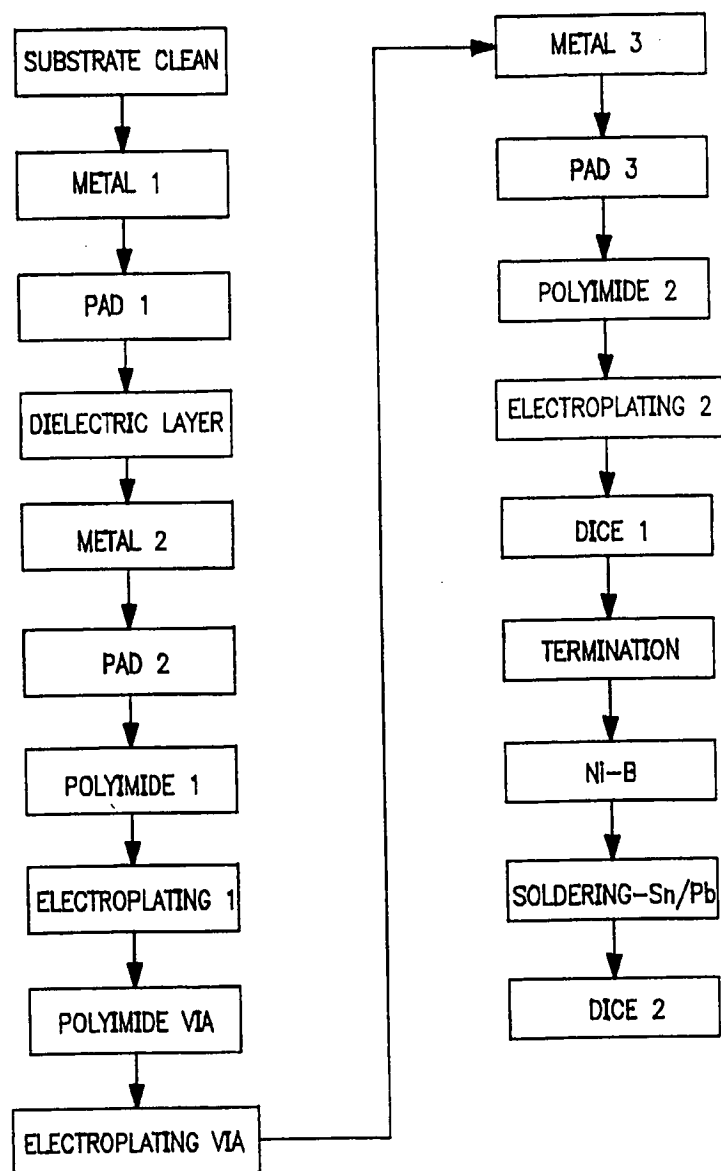 SUBSTRATE CLEAN
METAL 1
PAD 1
DIELECTRIC LAYER
METAL 2
PAD 2
POLYIMIDE 1
ELECTROPLATING 1
POLYIMIDE VIA
ELECTROPLATING VIA
METAL 3
PAD 3
POLYIMIDE 2
ELECTROPLATING 2
DICE 1
TERMINATION
Ni-B
SOLDERING-Sn/Pb
DICE 2